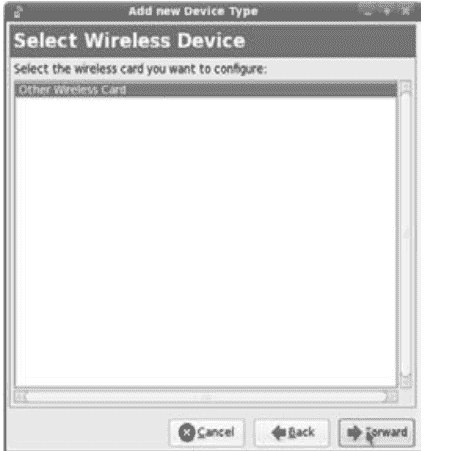 Add new Device Type
Select Wireless Device
Select the wireless card you want to configure:
Other Wireless Card
Cancel
Back
Forward